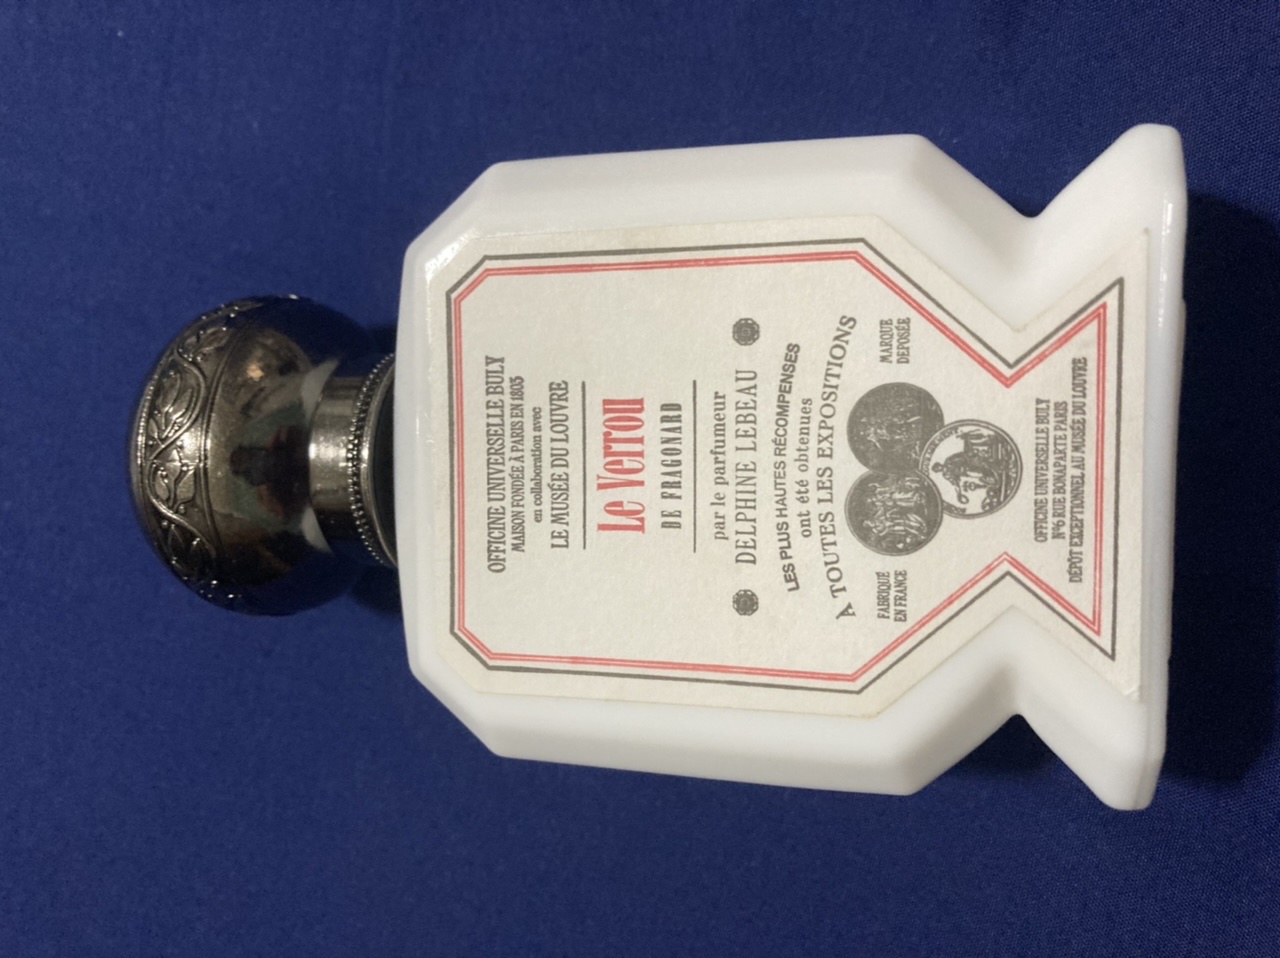 OFFICINE UNIVERSELLE BULY
MAISON FONDÉE À PARIS EN 1803
en collaboration avec
LE MUSÉE DU LOUVRE
Le Verrou
DE FRAGONARD
par le parfumeur
DELPHINE LEBEAU
LES PLUS HAUTES RÉCOMPENSES
ont été obtenues
A TOUTES LES EXPOSITIONS
FABRIQUÉ
EN FRANCE
MARQUE
DEPOSÉE
OFFICINE UNIVERSELLE BULY
N°6 RUE BONAPARTE PARIS
DÉPÔT EXCEPTIONNEL AU MUSÉE DU LOUVRE